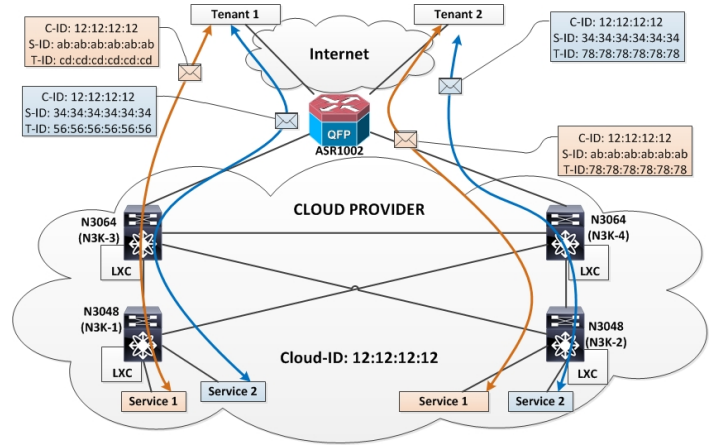 Tenant 1
Tenant 2
C-ID: 12:12:12:12
S-ID: ab:ab:ab:ab:ab:ab
T-ID: cd:cd:cd:cd:cd:cd
C-ID: 12:12:12:12
S-ID: 34:34:34:34:34:34
T-ID: 78:78:78:78:78:78
Internet
C-ID: 12:12:12:12
S-ID: 34:34:34:34:34:34
T-ID: 56:56:56:56:56:56
QFP
ASR1002
C-ID: 12:12:12:12
S-ID: ab:ab:ab:ab:ab:ab
T-ID:78:78:78:78:78:78
CLOUD PROVIDER
N3064
(N3K-3)
LXC
N3064
(N3K-4)
LXC
N3048
(N3K-1)
LXC
N3048
(N3K-2)
LXC
Cloud-ID: 12:12:12:12
Service 1
Service 2
Service 1
Service 2